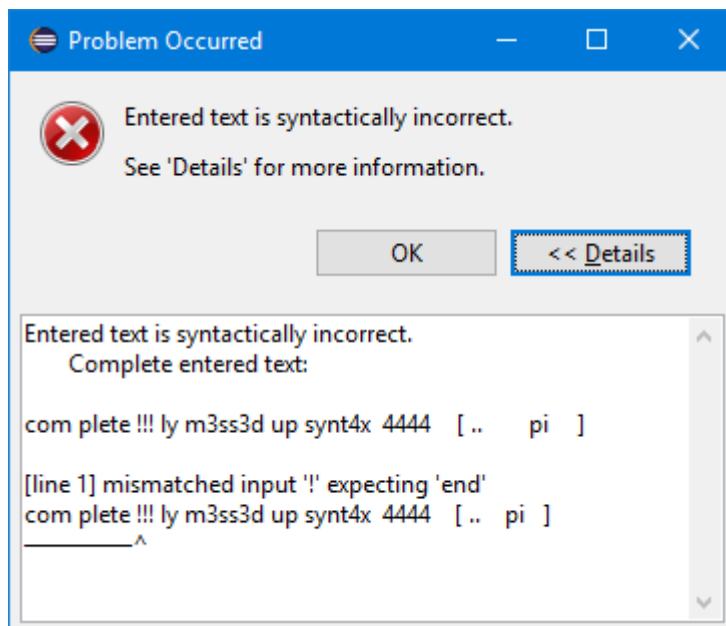 Problem Occurred
Entered text is syntactically incorrect.
See 'Details' for more information.
OK
<< Details
Entered text is syntactically incorrect.
Complete entered text:
com plete !!! ly m3ss3d up synt4x 4444 [ .. pi ]
[line 1] mismatched input '!' expecting 'end'
com plete !!! ly m3ss3d up synt4x 4444 [ .. pi ]
————^